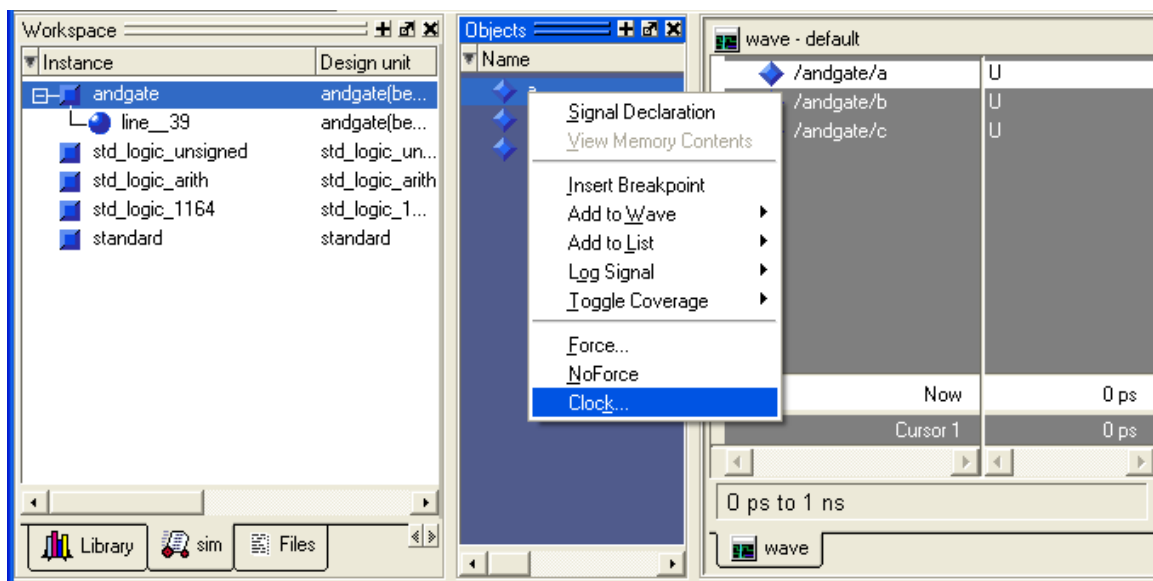 Workspace
Instance
Design unit
andgate
andgate(be...
line__39
andgate(be...
std_logic_unsigned
std_logic_un...
std_logic_arith
std_logic_arith
std_logic_1164
std_logic_1...
standard
standard
Library
sim
Files
Objects
Name
Signal Declaration
View Memory Contents
Insert Breakpoint
Add to Wave
Add to List
Log Signal
Toggle Coverage
Force...
NoForce
Clock...
wave - default
/andgate/a
U
/andgate/b
U
/andgate/c
U
Now
0 ps
Cursor 1
0 ps
0 ps to 1 ns
wave